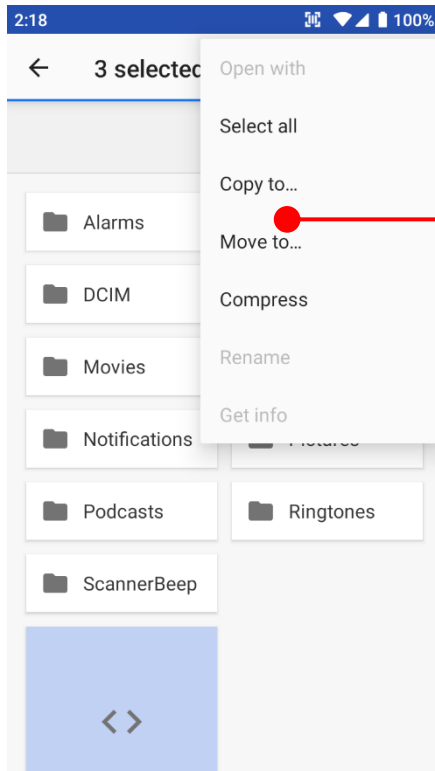 2:18 100%
3 selected
Open with
Select all
Copy to…
Move to…
Compress
Rename
Get info
Alarms
DCIM
Movies
Notifications
Podcasts Ringtones
ScannerBeep